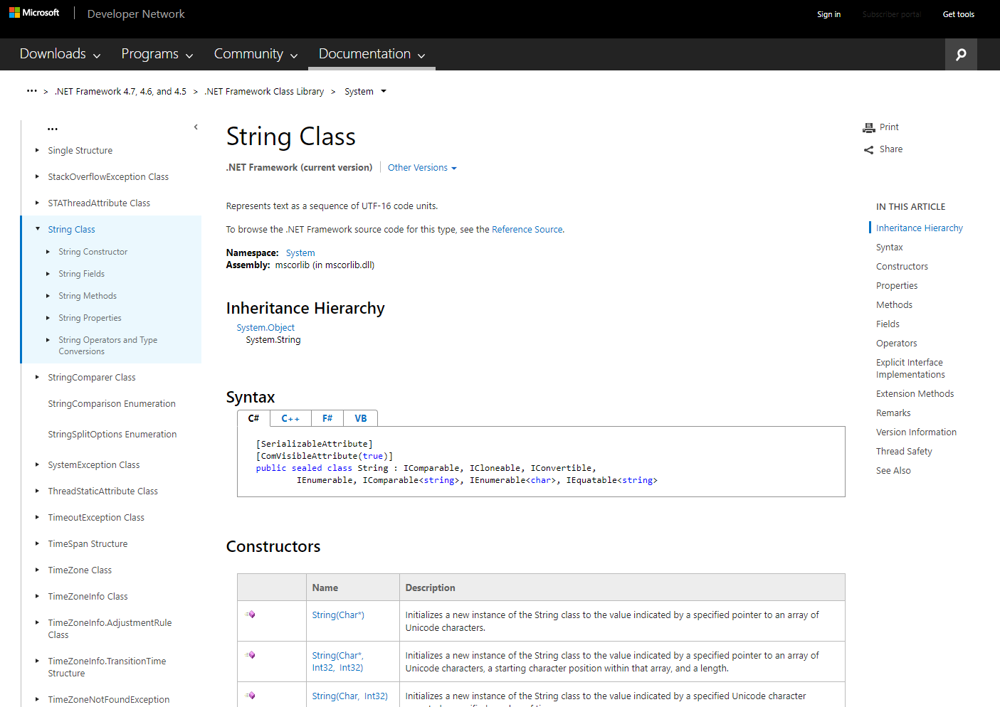 Microsoft
Developer Network
Sign in
Subscriber portal
Get tools
Downloads
Programs
Community
Documentation
••• > .NET Framework 4.7, 4.6, and 4.5 > .NET Framework Class Library > System
•••
Single Structure
StackOverflowException Class
STAThreadAttribute Class
String Class
String Constructor
String Fields
String Methods
String Properties
String Operators and Type
Conversions
StringComparer Class
StringComparison Enumeration
StringSplitOptions Enumeration
SystemException Class
ThreadStaticAttribute Class
TimeoutException Class
TimeSpan Structure
TimeZone Class
TimeZoneInfo Class
TimeZoneInfo.AdjustmentRule
Class
TimeZoneInfo.TransitionTime
Structure
TimeZoneNotFoundException
String Class
.NET Framework (current version)
Other Versions
Represents text as a sequence of UTF-16 code units.
To browse the .NET Framework source code for this type, see the Reference Source.
Namespace: System
Assembly: mscorlib (in mscorlib.dll)
Inheritance Hierarchy
System.Object
System.String
Syntax
C# C++ F# VB
[SerializableAttribute]
[ComVisibleAttribute(true)]
public sealed class String : IComparable, ICloneable, IConvertible,
IEnumerable, IComparable<string>, IEnumerable<char>, IEquatable<string>
Constructors
Name Description
String(Char*)
Initializes a new instance of the String class to the value indicated by a specified pointer to an array of
Unicode characters.
String(Char*,
Int32, Int32)
Initializes a new instance of the String class to the value indicated by a specified pointer to an array of
Unicode characters, a starting character position within that array, and a length.
String(Char, Int32)
Initializes a new instance of the String class to the value indicated by a specified Unicode character
Print
Share
IN THIS ARTICLE
Inheritance Hierarchy
Syntax
Constructors
Properties
Methods
Fields
Operators
Explicit Interface
Implementations
Extension Methods
Remarks
Version Information
Thread Safety
See Also